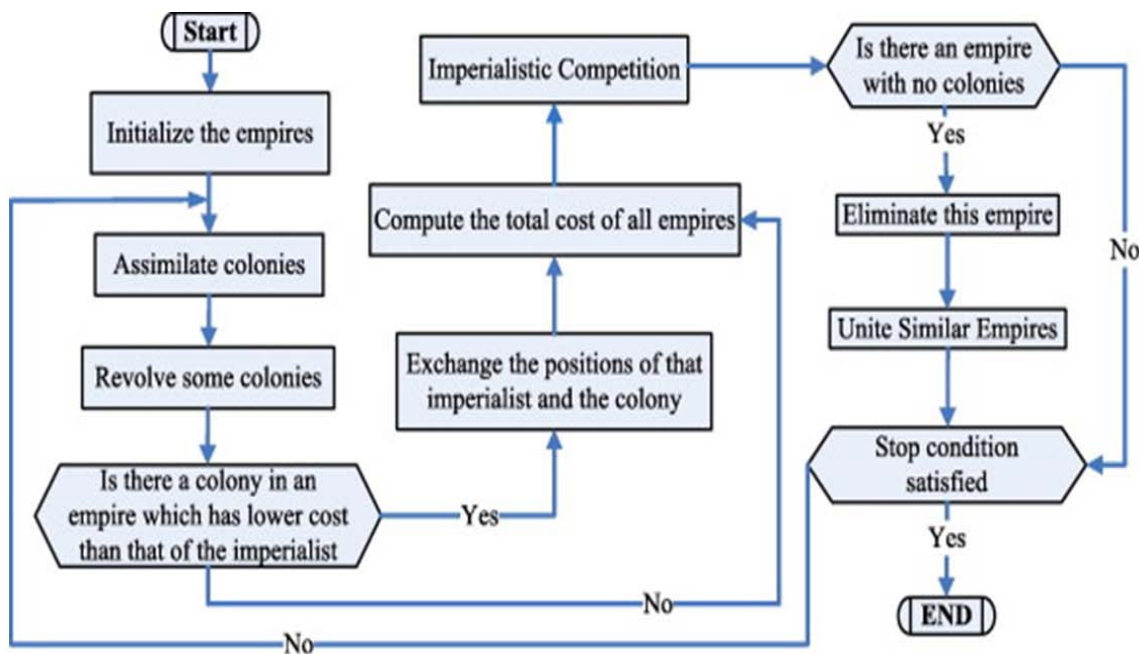 Start
Initialize the empires
Assimilate colonies
Revolve some colonies
Is there a colony in an
empire which has lower cost
than that of the imperialist
Yes
No
Exchange the positions of that
imperialist and the colony
Compute the total cost of all empires
Imperialistic Competition
Is there an empire
with no colonies
Yes
No
Eliminate this empire
Unite Similar Empires
Stop condition
satisfied
Yes
No
END